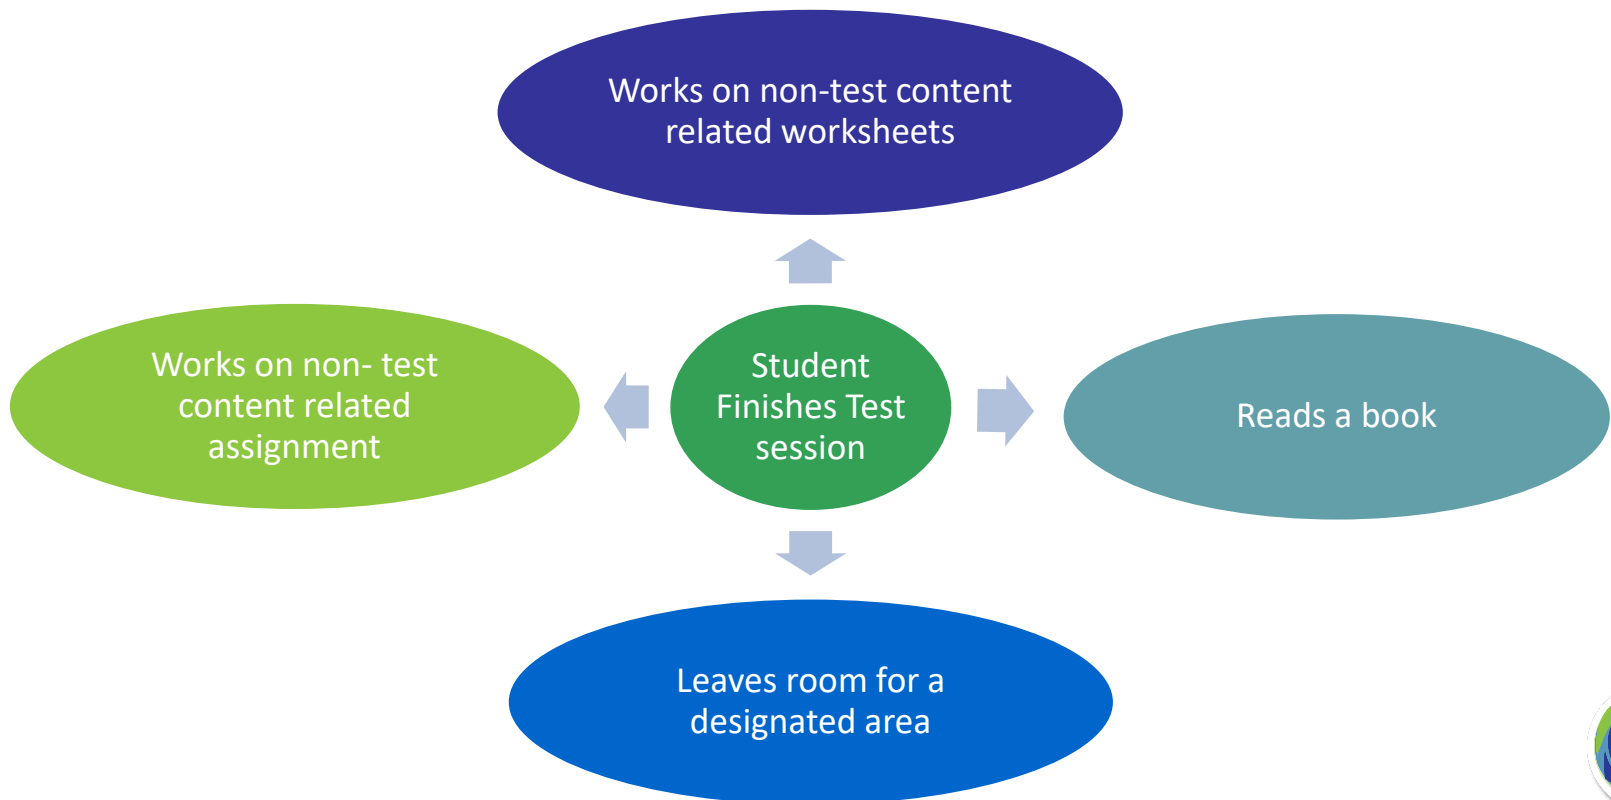 Works on non-test content
related worksheets
Works on non- test
content related
assignment
Student
Finishes Test
session
Reads a book
Leaves room for a
designated area